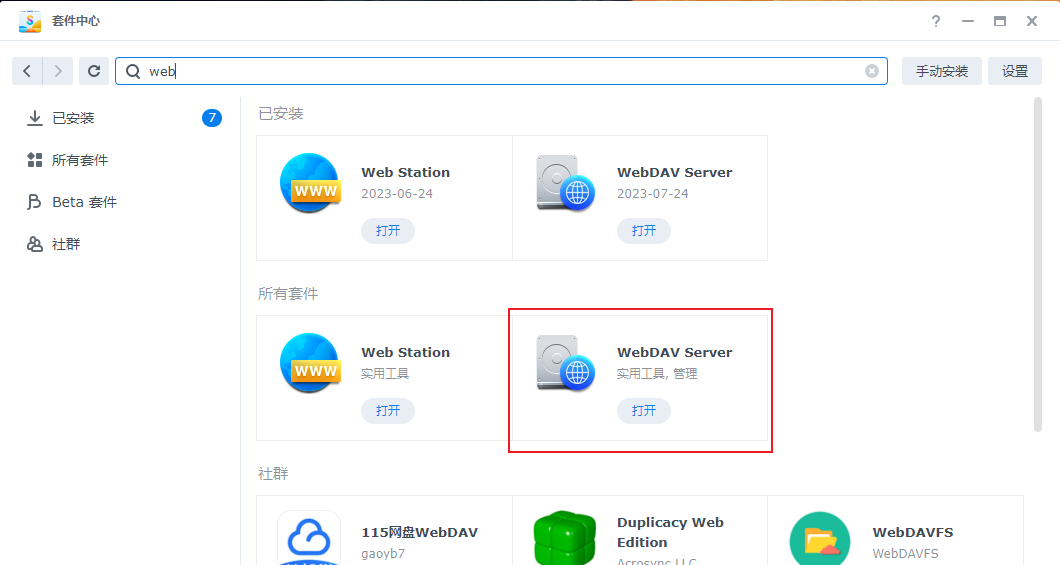 套件中心
web
手动安装
设置
已安装
7
所有套件
Beta 套件
社群
已安装
Web Station
2023-06-24
打开
WebDAV Server
2023-07-24
打开
所有套件
WWW
Web Station
实用工具
打开
WebDAV Server
实用工具, 管理
打开
社群
115网盘WebDAV
gaoyb7
Duplicacy Web
Edition
Acrosync LLC
WebDAVFS
WebDAVFS